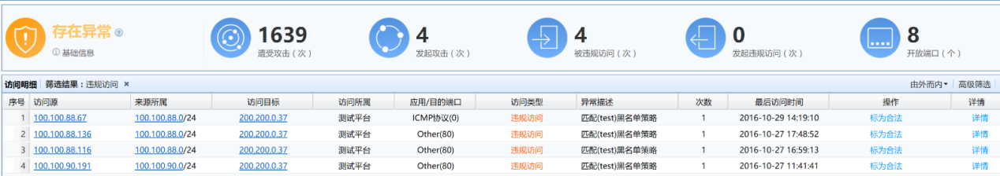 存在异常
基础信息
1639
遭受攻击（次）
4
发起攻击（次）
4
被违规访问（次）
0
发起违规访问（次）
8
开放端口（个）
访问明细 筛选结果：违规访问 × 由外而内 高级筛选
序号 访问源 来源所属 访问目标 访问所属 应用/目的端口 访问类型 异常描述 次数 最后访问时间 操作 详情
1 100.100.88.67 100.100.88.0/24 200.200.0.37 测试平台 ICMP协议(0) 违规访问 匹配(test)黑名单策略 1 2016-10-29 14:19:10 标为合法 详情
2 100.100.88.136 100.100.88.0/24 200.200.0.37 测试平台 Other(80) 违规访问 匹配(test)黑名单策略 1 2016-10-27 17:48:52 标为合法 详情
3 100.100.88.116 100.100.88.0/24 200.200.0.37 测试平台 Other(80) 违规访问 匹配(test)黑名单策略 1 2016-10-27 16:59:13 标为合法 详情
4 100.100.90.191 100.100.90.0/24 200.200.0.37 测试平台 Other(80) 违规访问 匹配(test)黑名单策略 1 2016-10-27 11:41:41 标为合法 详情